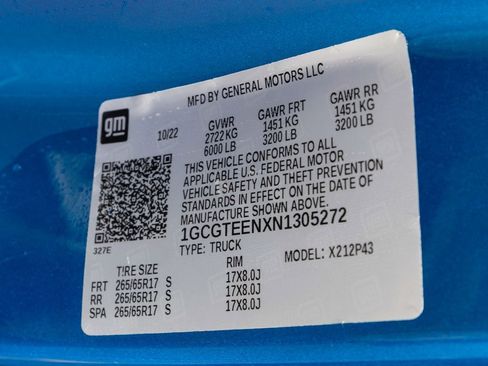 MFD BY GENERAL MOTORS LLC
gm
10/22
GVWR GAWR FRT GAWR RR
2722 KG 1451 KG 1451 KG
6000 LB 3200 LB 3200 LB
THIS VEHICLE CONFORMS TO ALL
APPLICABLE U.S. FEDERAL MOTOR
VEHICLE SAFETY AND THEFT PREVENTION
STANDARDS IN EFFECT ON THE DATE OF
MANUFACTURE SHOWN ABOVE.
1GCGTEENXN1305272
327E
TYPE: TRUCK MODEL: X212P43
TIRE SIZE RIM
FRT 265/65R17 S 17X8.0J
RR 265/65R17 S 17X8.0J
SPA 265/65R17 S 17X8.0J